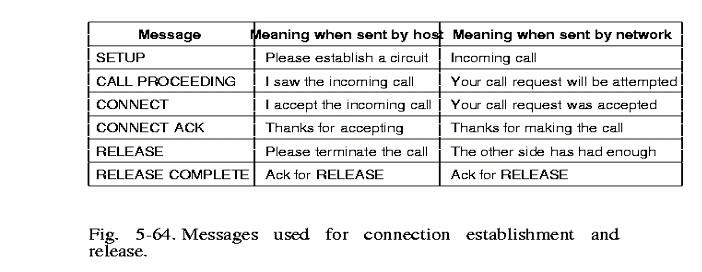 Message Meaning when sent by host Meaning when sent by network
SETUP Please establish a circuit Incoming call
CALL PROCEEDING I saw the incoming call Your call request will be attempted
CONNECT I accept the incoming call Your call request was accepted
CONNECT ACK Thanks for accepting Thanks for making the call
RELEASE Please terminate the call The other side has had enough
RELEASE COMPLETE Ack for RELEASE Ack for RELEASE
Fig. 5-64. Messages used for connection establishment and
release.